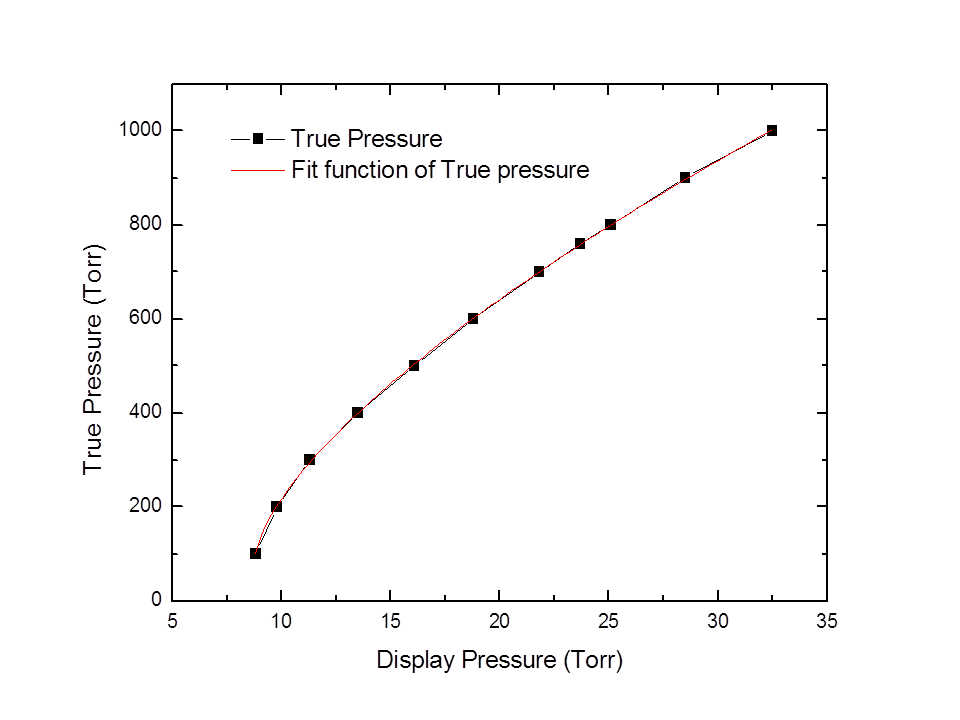 True Pressure
Fit function of True pressure
1000
800
600
400
200
0
5 10 15 20 25 30 35
True Pressure (Torr)
Display Pressure (Torr)